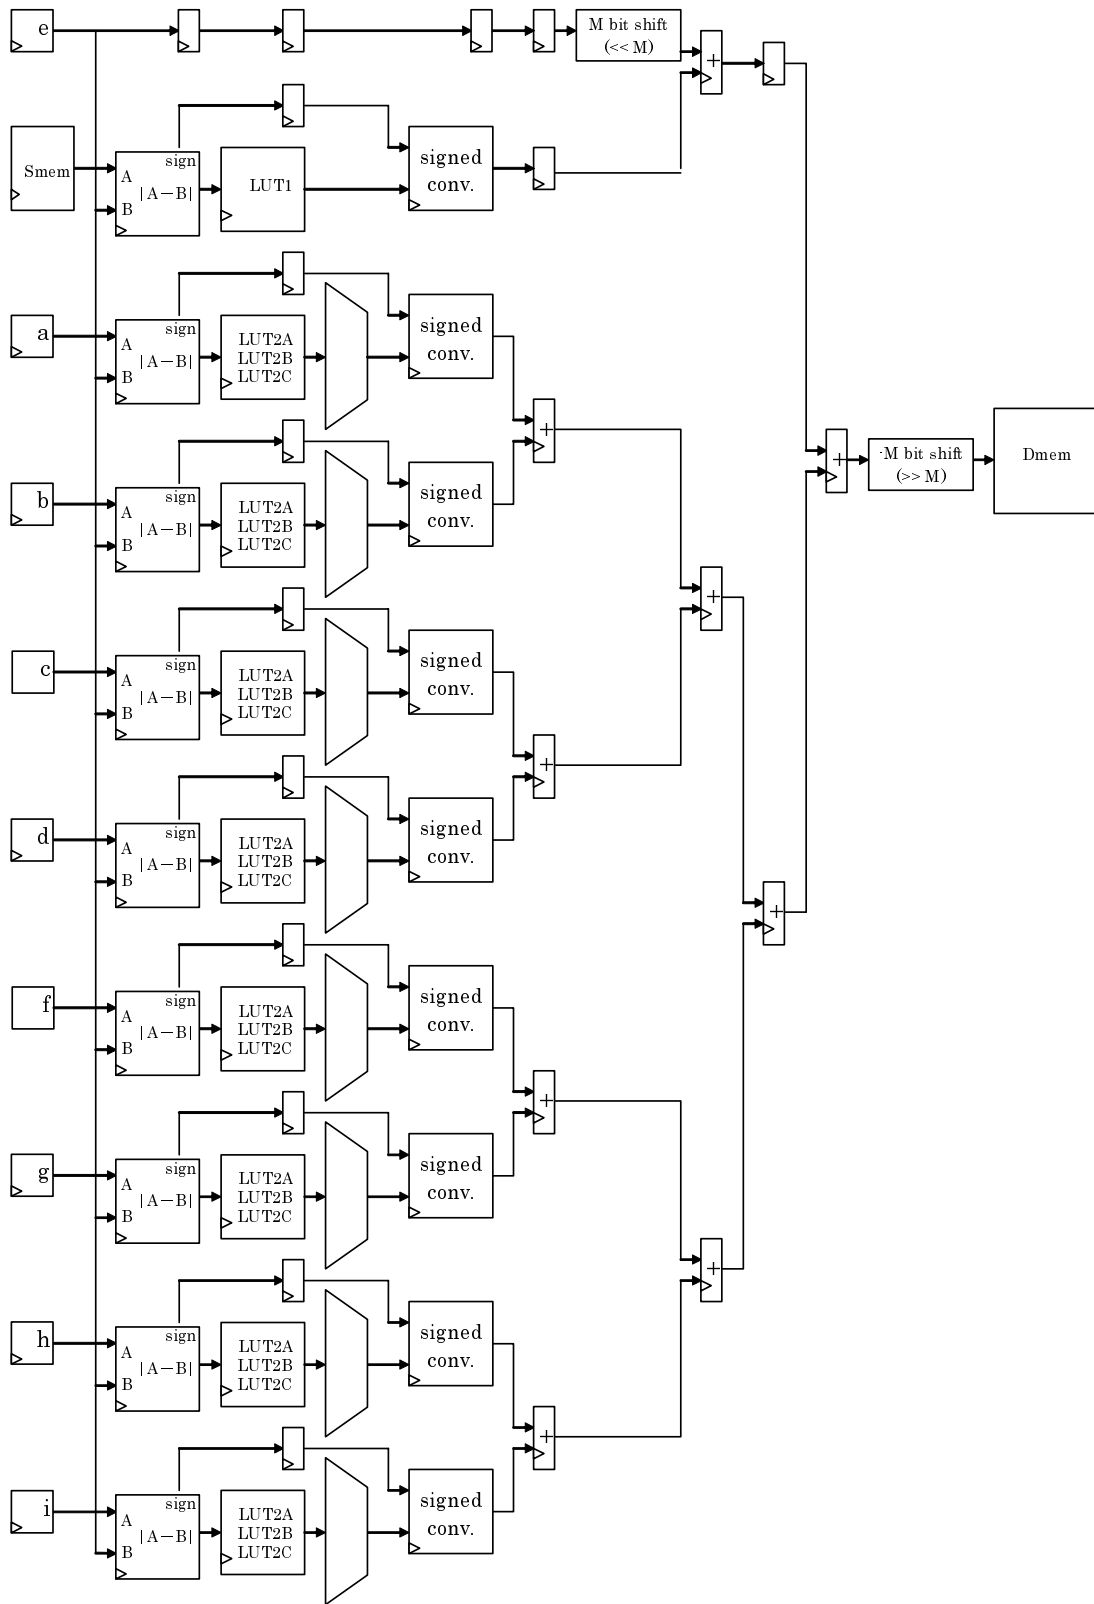 e
M bit shift
(<< M)
+
sign
Smem
A
|A−B|
B
LUT1
signed
conv.
sign
a
A
|A−B|
B
LUT2A
LUT2B
LUT2C
signed
conv.
+
sign
b
A
|A−B|
B
LUT2A
LUT2B
LUT2C
signed
conv.
+
-M bit shift
(>> M)
Dmem
sign
c
A
|A−B|
B
LUT2A
LUT2B
LUT2C
signed
conv.
+
+
sign
d
A
|A−B|
B
LUT2A
LUT2B
LUT2C
signed
conv.
+
sign
f
A
|A−B|
B
LUT2A
LUT2B
LUT2C
signed
conv.
+
sign
g
A
|A−B|
B
LUT2A
LUT2B
LUT2C
signed
conv.
+
sign
h
A
|A−B|
B
LUT2A
LUT2B
LUT2C
signed
conv.
+
sign
i
A
|A−B|
B
LUT2A
LUT2B
LUT2C
signed
conv.